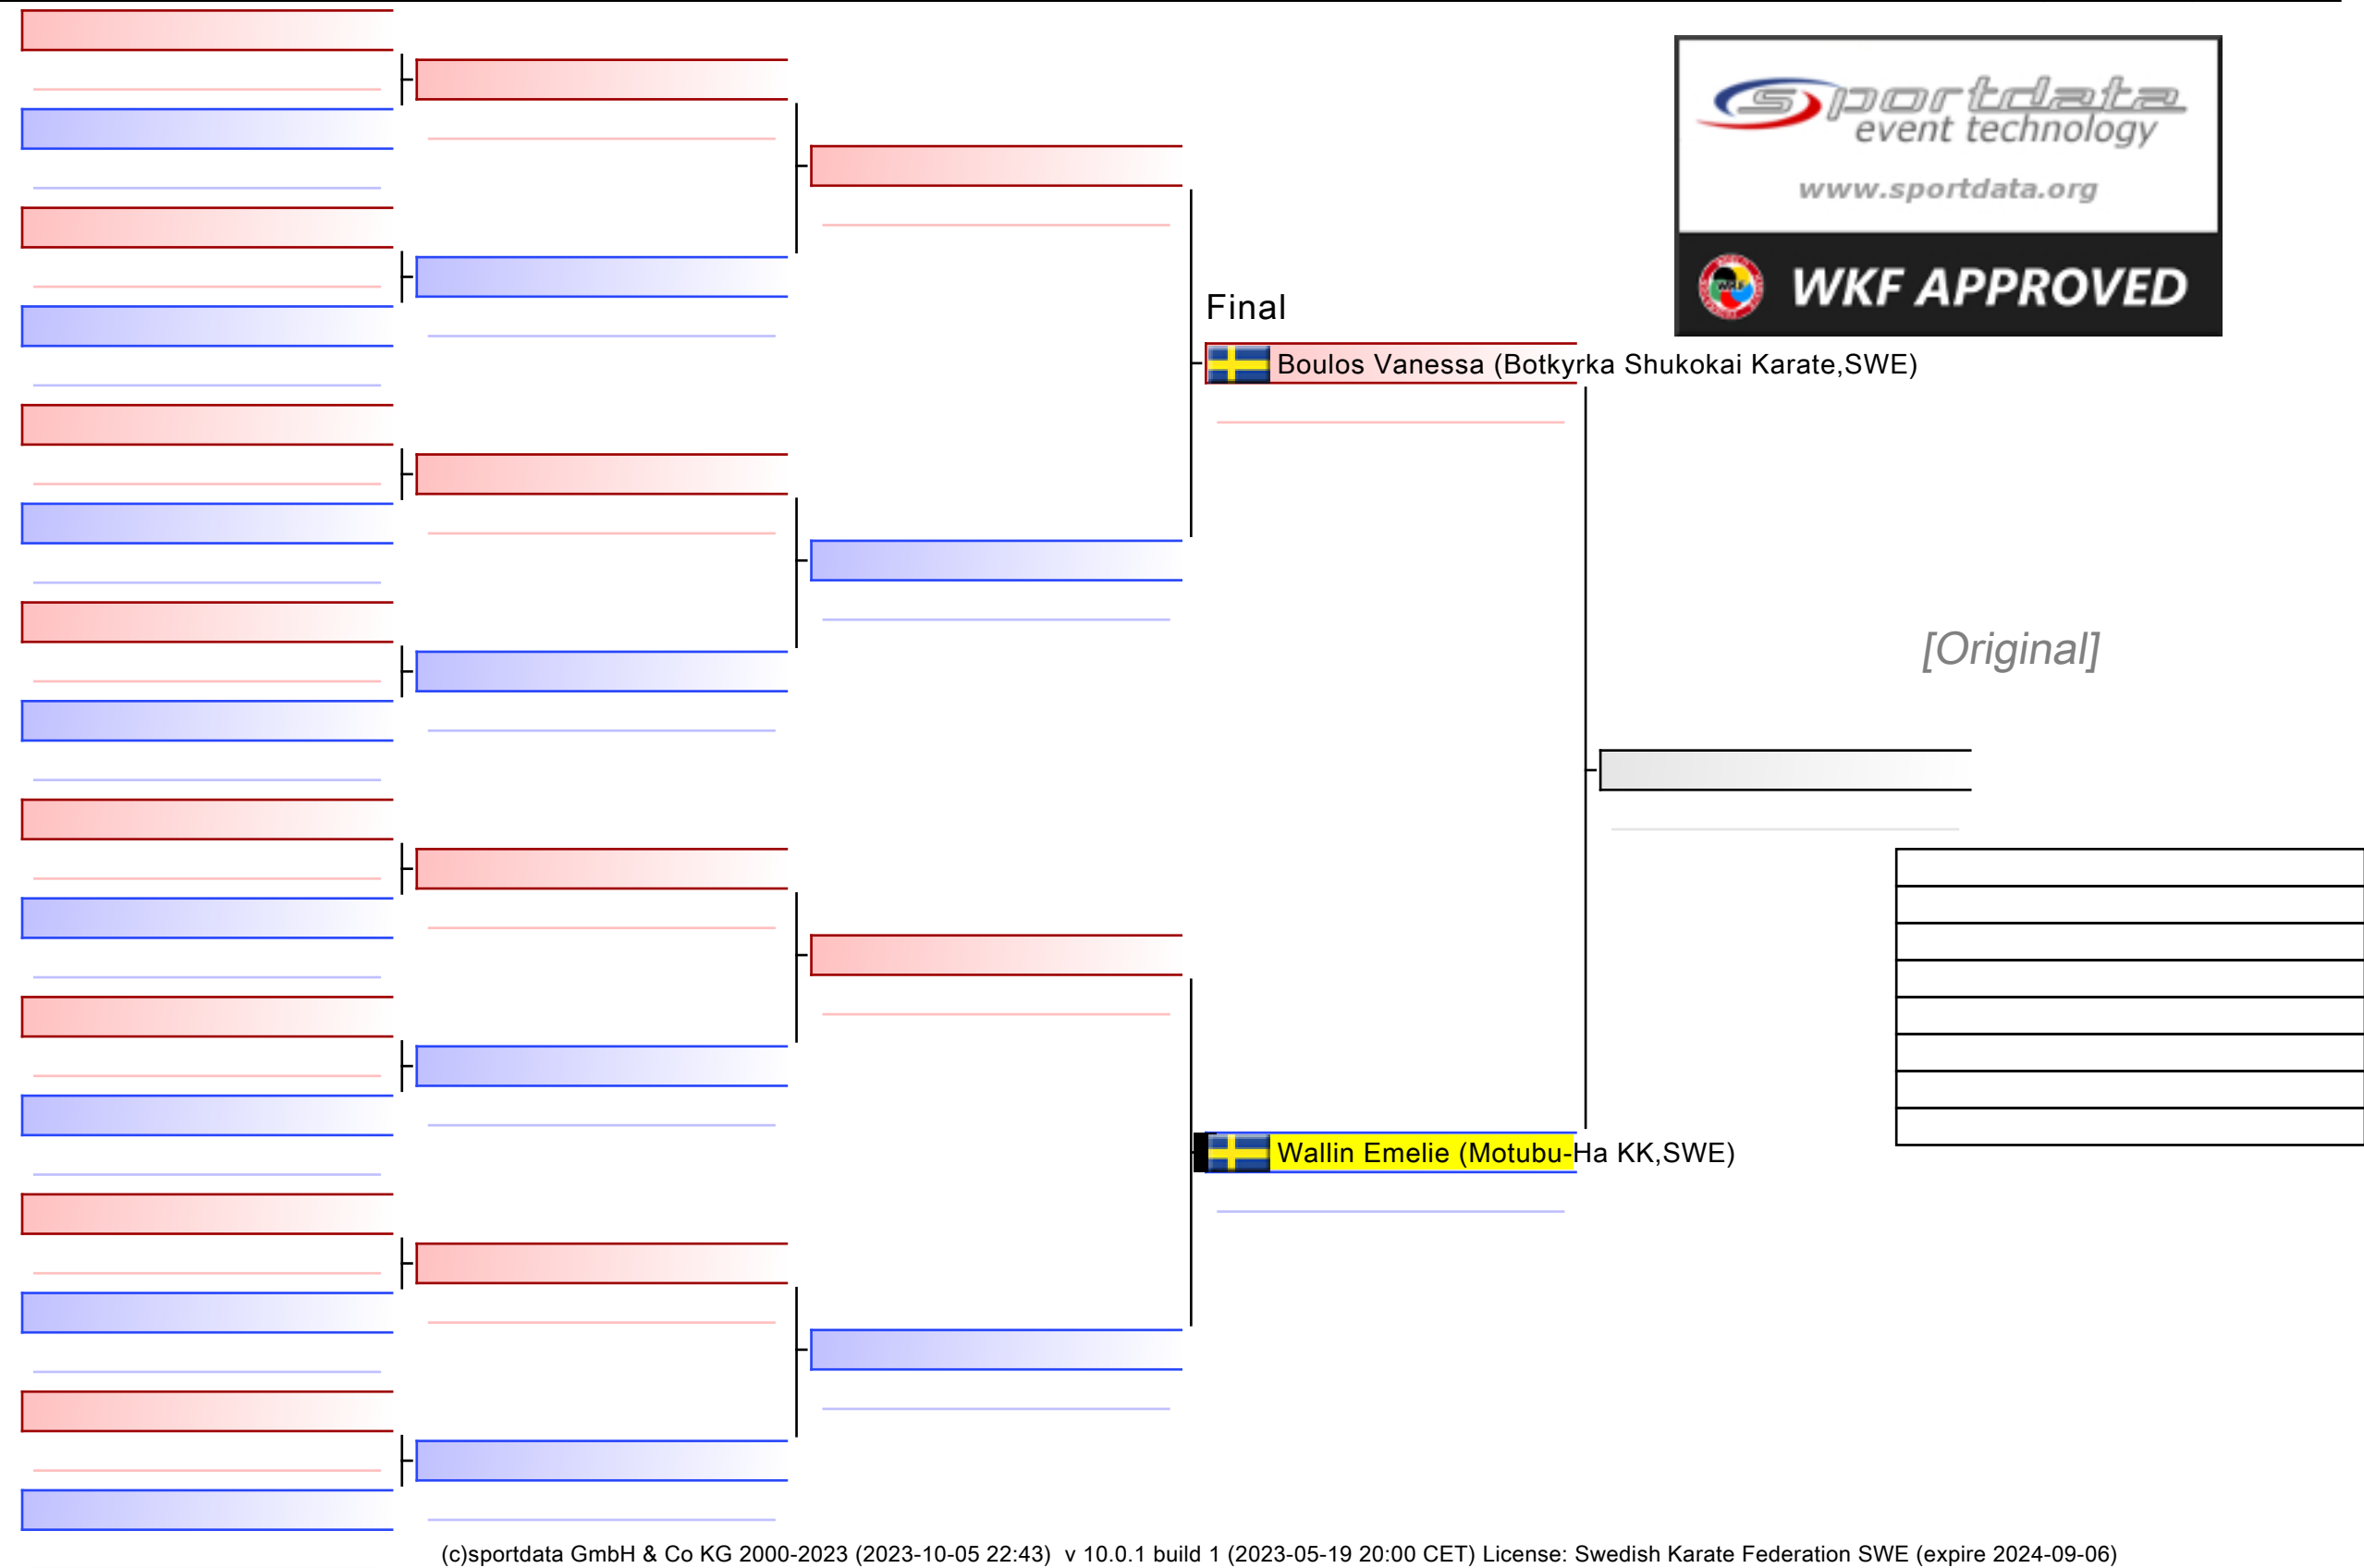 sportdata
event technology
www.sportdata.org
WKF APPROVED
Final
Boulos Vanessa (Botkyrka Shukokai Karate,SWE)
[Original]
Wallin Emelie (Motubu-Ha KK,SWE)
(c)sportdata GmbH & Co KG 2000-2023 (2023-10-05 22:43) v 10.0.1 build 1 (2023-05-19 20:00 CET) License: Swedish Karate Federation SWE (expire 2024-09-06)